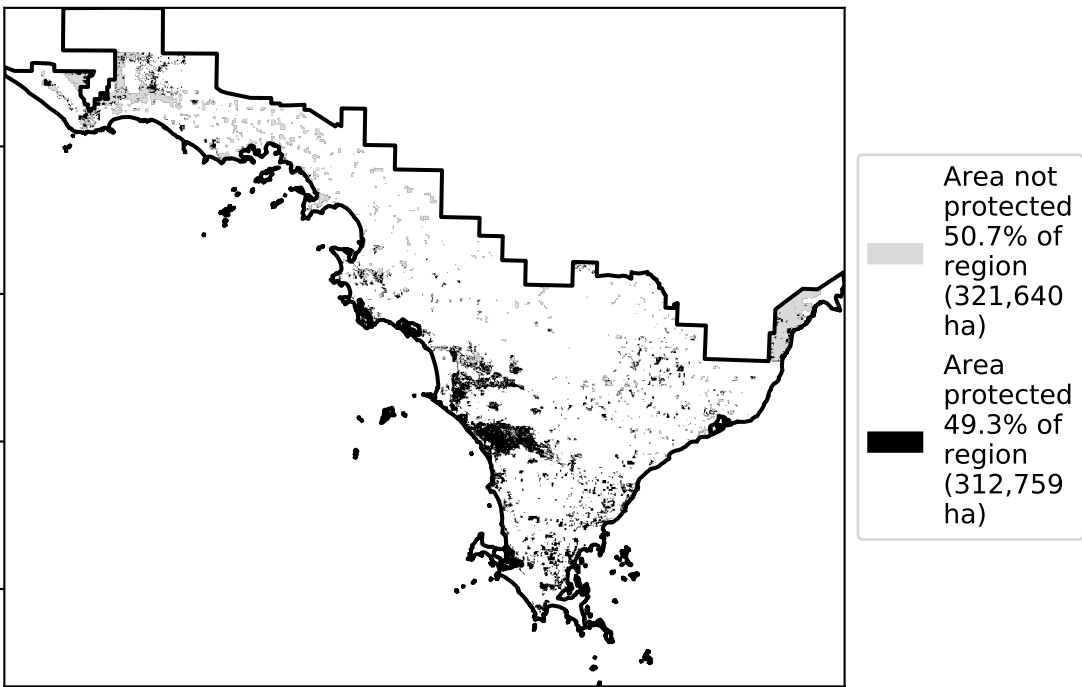 Area not
protected
50.7% of
region
(321,640
ha)
Area
protected
49.3% of
region
(312,759
ha)